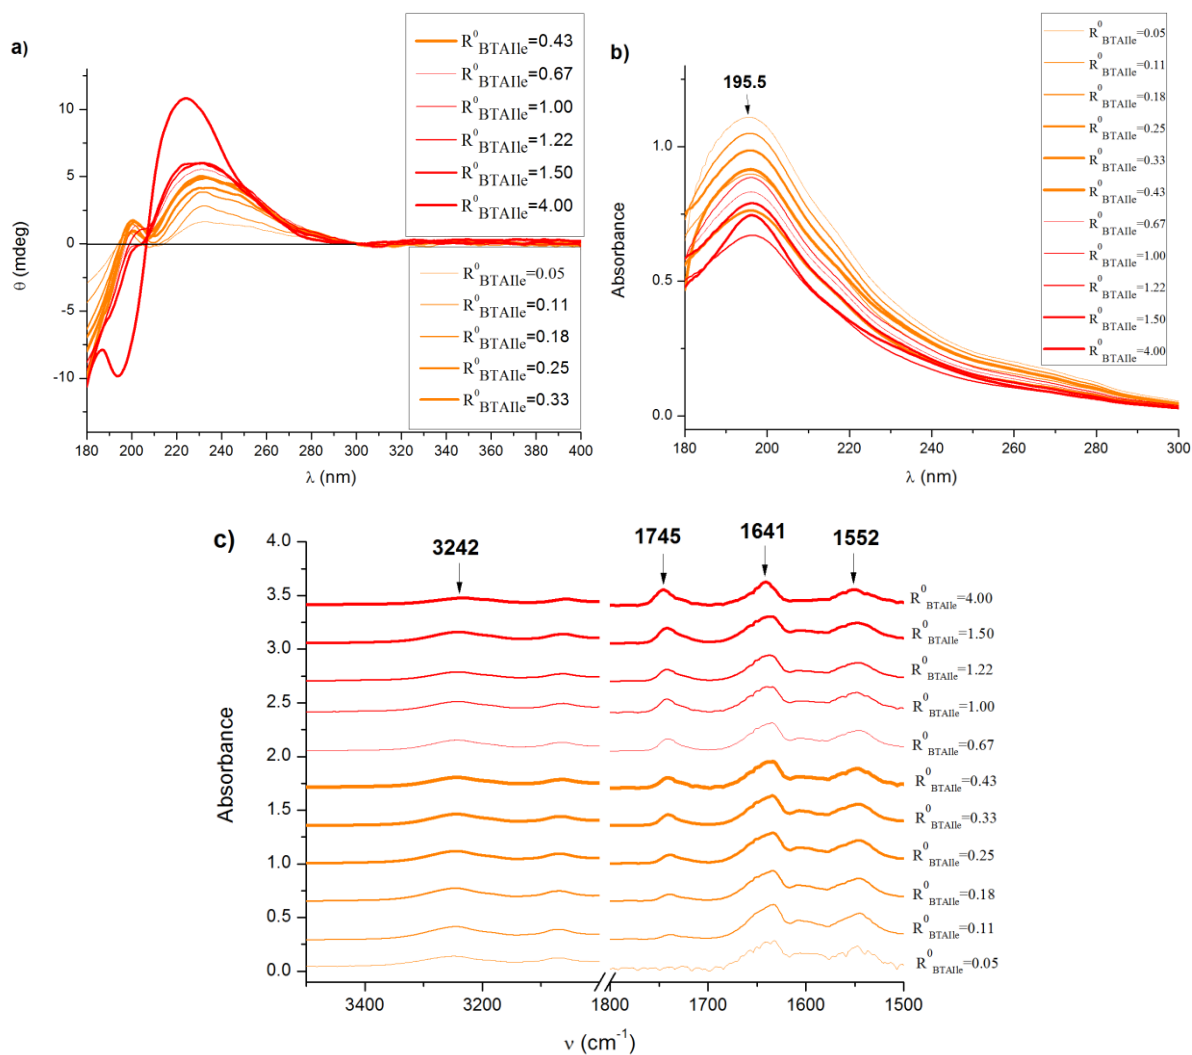 a)
R0BTAIle=0.43
R0BTAIle=0.67
R0BTAIle=1.00
R0BTAIle=1.22
R0BTAIle=1.50
R0BTAIle=4.00
R0BTAIle=0.05
R0BTAIle=0.11
R0BTAIle=0.18
R0BTAIle=0.25
R0BTAIle=0.33
10
5
0
-5
-10
θ (mdeg)
180 200 220 240 260 280 300 320 340 360 380 400
λ (nm)
b)
195.5
R0BTAIle=0.05
R0BTAIle=0.11
R0BTAIle=0.18
R0BTAIle=0.25
R0BTAIle=0.33
R0BTAIle=0.43
R0BTAIle=0.67
R0BTAIle=1.00
R0BTAIle=1.22
R0BTAIle=1.50
R0BTAIle=4.00
1.0
0.5
0.0
Absorbance
180 200 220 240 260 280 300
λ (nm)
c)
3242 1745 1641 1552
4.0
3.5
3.0
2.5
2.0
1.5
1.0
0.5
0.0
Absorbance
R0BTAIle=4.00
R0BTAIle=1.50
R0BTAIle=1.22
R0BTAIle=1.00
R0BTAIle=0.67
R0BTAIle=0.43
R0BTAIle=0.33
R0BTAIle=0.25
R0BTAIle=0.18
R0BTAIle=0.11
R0BTAIle=0.05
3400 3200 1800 1700 1600 1500
ν (cm-1)